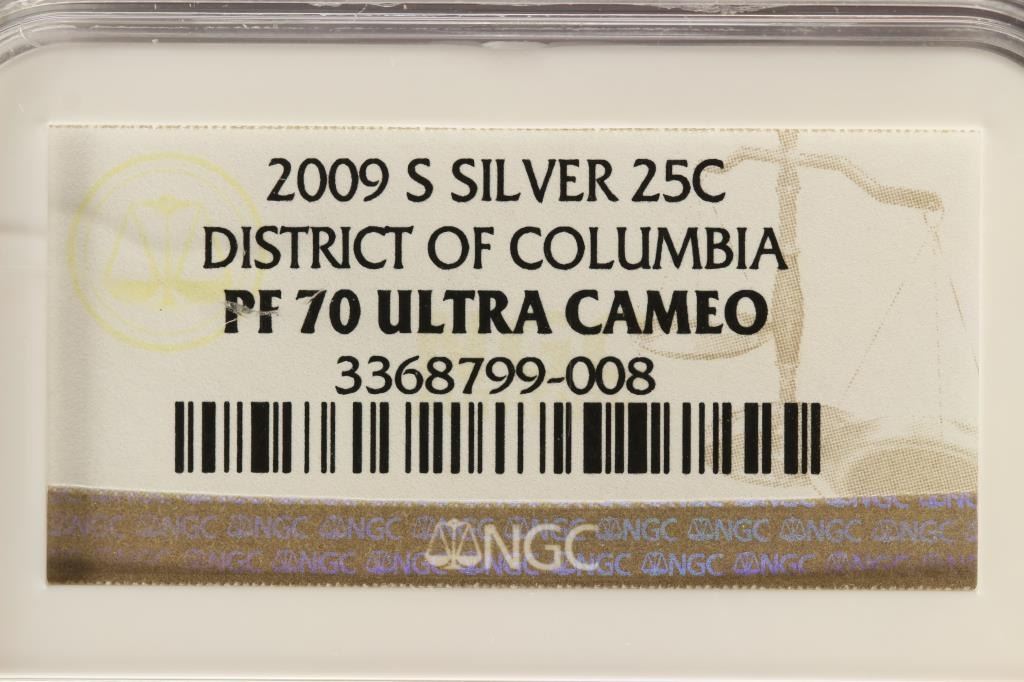 2009 S SILVER 25C
DISTRICT OF COLUMBIA
PF 70 ULTRA CAMEO
3368799-008
NGC